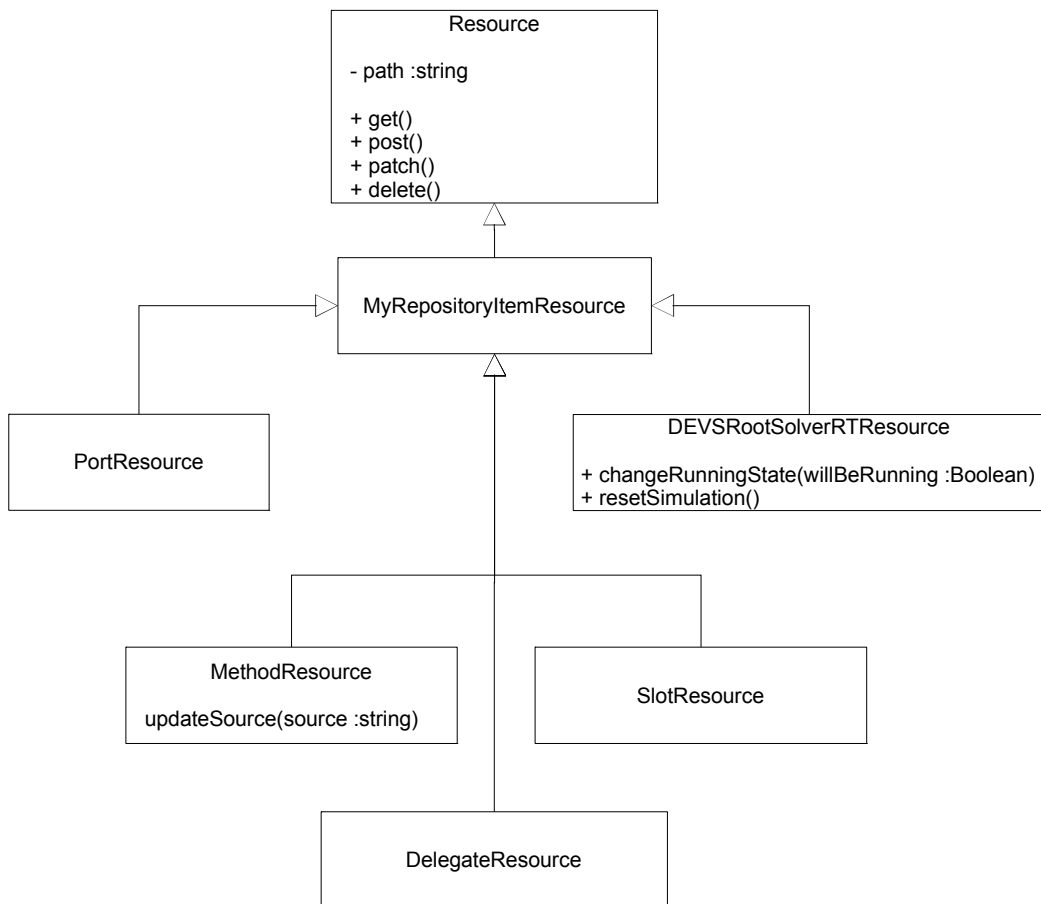 Resource
- path :string
+ get()
+ post()
+ patch()
+ delete()
MyRepositoryItemResource
PortResource
DEVSRootSolverRTResource
+ changeRunningState(willBeRunning :Boolean)
+ resetSimulation()
MethodResource
updateSource(source :string)
SlotResource
DelegateResource